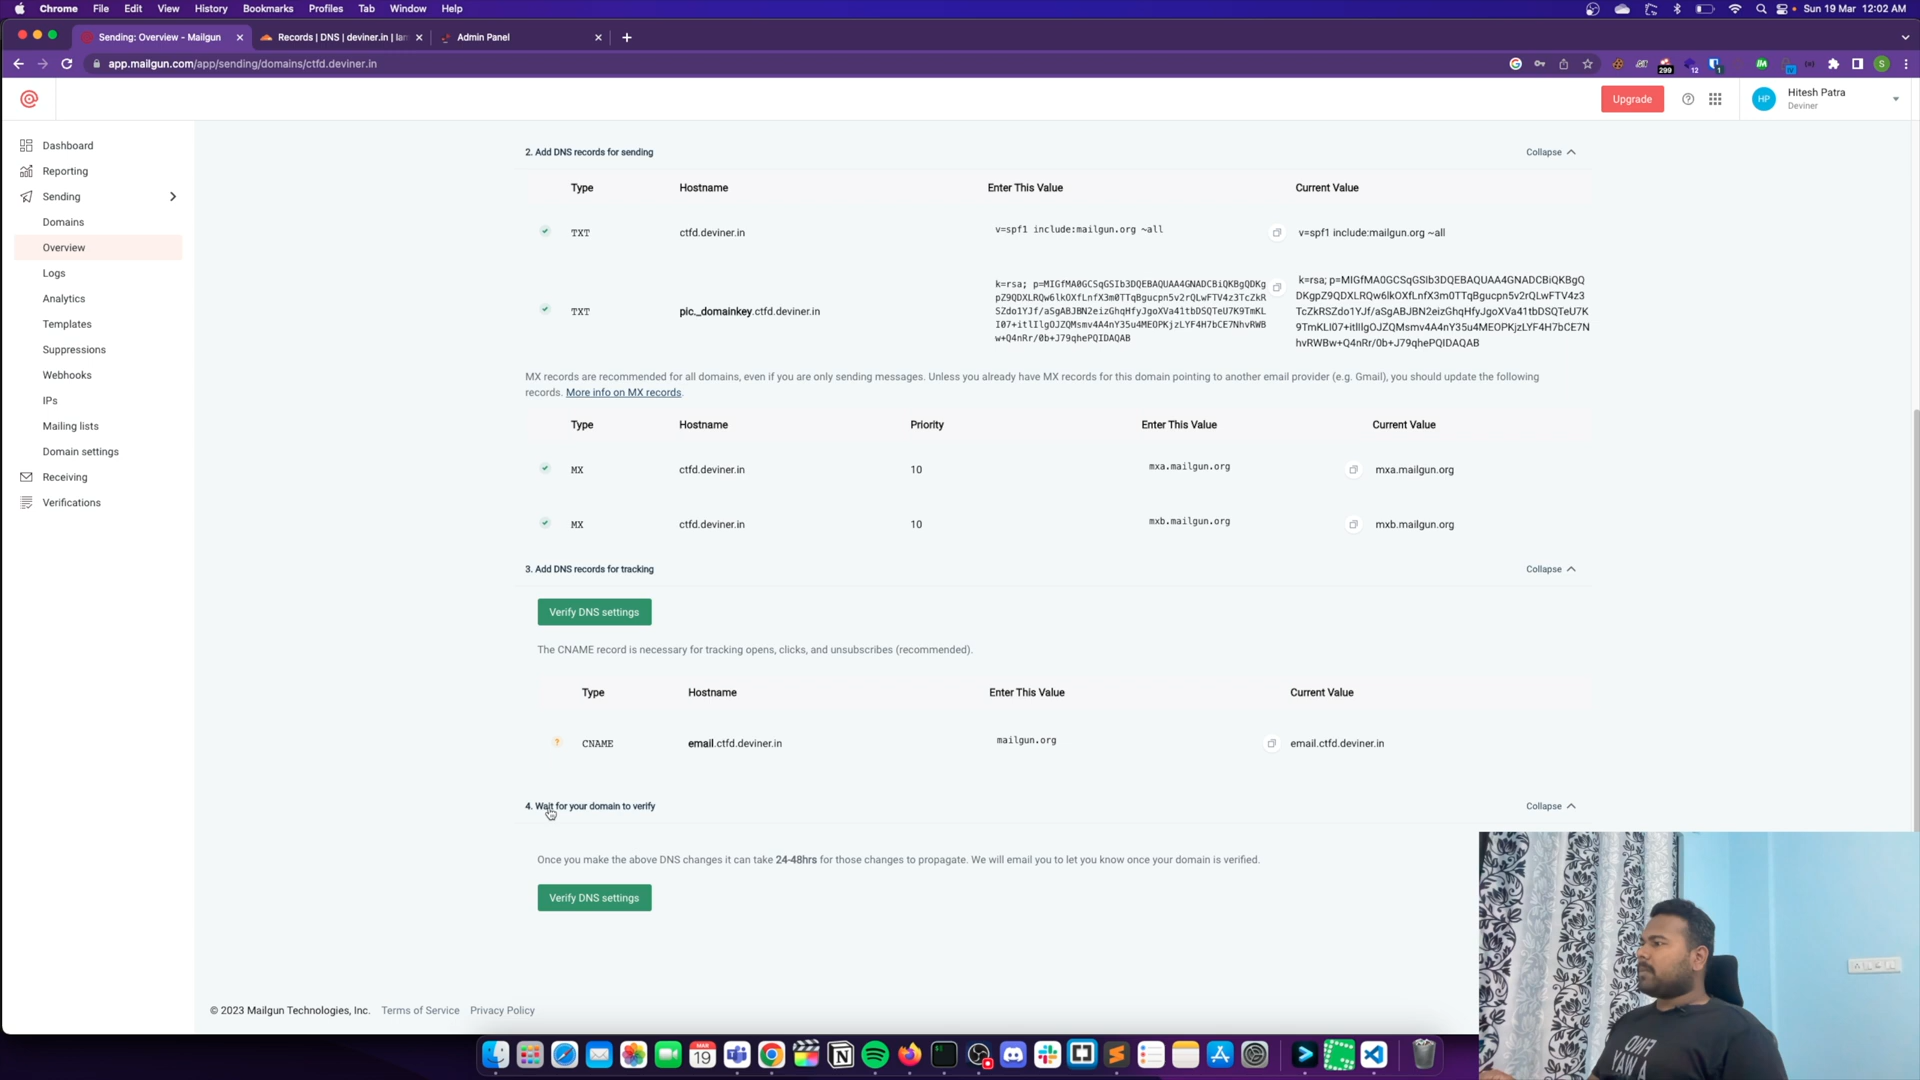 Chrome File Edit View History Bookmarks Profiles Tab Window Help Sun 19 Mar 12:02 AM
Sending: Overview - Mailgun Records | DNS | deviner.in | Admin Panel
app.mailgun.com/app/sending/domains/ctfd.deviner.in
299 12 1
S
Upgrade
HP
Hitesh Patra
Deviner
Dashboard
Reporting
Sending
Domains
Overview
Logs
Analytics
Templates
Suppressions
Webhooks
IPs
Mailing lists
Domain settings
Receiving
Verifications
2. Add DNS records for sending Collapse
Type Hostname Enter This Value Current Value
TXT ctfd.deviner.in v=spf1 include:mailgun.org ~all v=spf1 include:mailgun.org ~all
TXT pic._domainkey.ctfd.deviner.in
k=rsa; p=MIGfMA0GCSqGSIb3DQEBAQUAA4GNADCBiQKBgQDKg
pZ9QDXLRQw6lkOXfLnfX3m0TTqBgucpn5v2rQLwFTV4z3TcZkR
SZdo1YJf/aSgABJBN2eizGhqHfyJgoXVa41tbDSQTeU7K9TmKL
I07+itlIlgOJZQMsmv4A4nY35u4MEOPKjzLYF4H7bCE7NhvRWB
w+Q4nRr/0b+J79qhePQIDAQAB
k=rsa; p=MIGfMA0GCSqGSIb3DQEBAQUAA4GNADCBiQKBgQ
DKgpZ9QDXLRQw6lkOXfLnfX3m0TTqBgucpn5v2rQLwFTV4z3
TcZkRSZdo1YJf/aSgABJBN2eizGhqHfyJgoXVa41tbDSQTeU7K
9TmKLI07+itlIlgOJZQMsmv4A4nY35u4MEOPKjzLYF4H7bCE7N
hvRWBw+Q4nRr/0b+J79qhePQIDAQAB
MX records are recommended for all domains, even if you are only sending messages. Unless you already have MX records for this domain pointing to another email provider (e.g. Gmail), you should update the following
records. More info on MX records.
Type Hostname Priority Enter This Value Current Value
MX ctfd.deviner.in 10 mxa.mailgun.org mxa.mailgun.org
MX ctfd.deviner.in 10 mxb.mailgun.org mxb.mailgun.org
3. Add DNS records for tracking Collapse
Verify DNS settings
The CNAME record is necessary for tracking opens, clicks, and unsubscribes (recommended).
Type Hostname Enter This Value Current Value
? CNAME email.ctfd.deviner.in mailgun.org email.ctfd.deviner.in
4. Wait for your domain to verify Collapse
Once you make the above DNS changes it can take 24-48hrs for those changes to propagate. We will email you to let you know once your domain is verified.
Verify DNS settings
© 2023 Mailgun Technologies, Inc. Terms of Service Privacy Policy
MAR
19